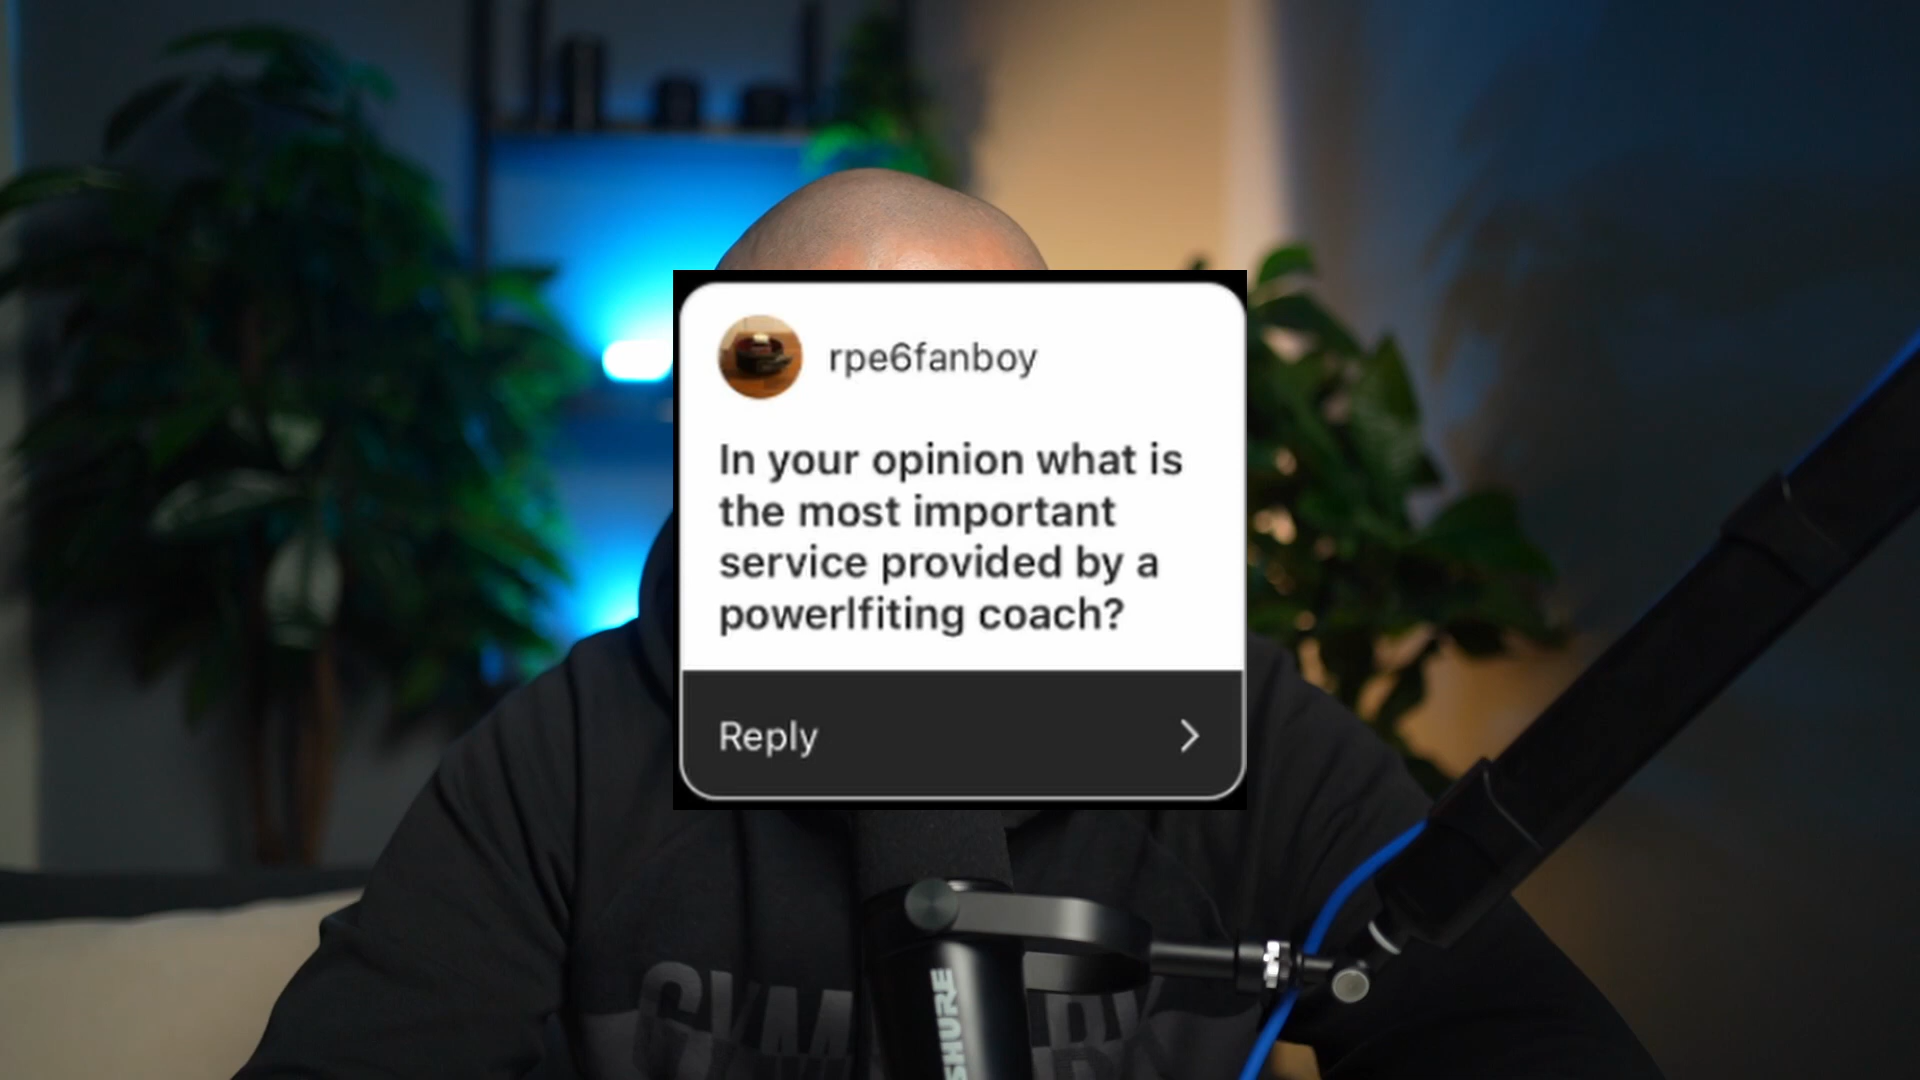 rpe6fanboy
In your opinion what is
the most important
service provided by a
powerlfiting coach?
Reply
SHURE